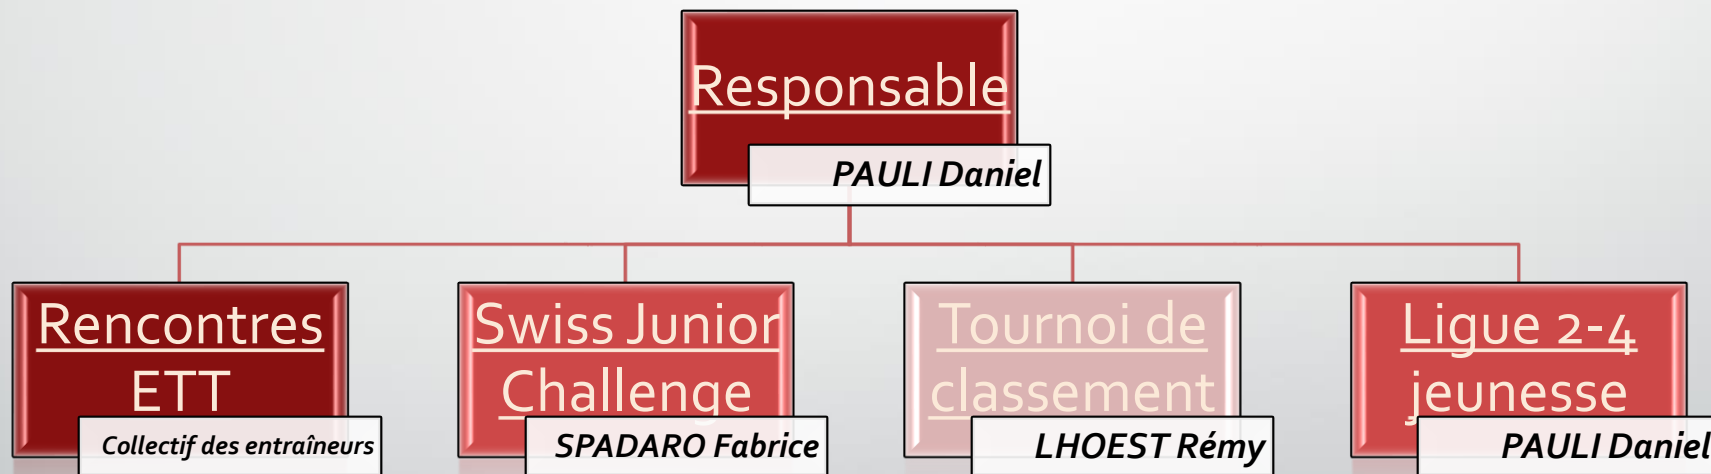 Responsable
PAULI Daniel
Rencontres
ETT
Collectif des entraîneurs
Swiss Junior
Challenge
SPADARO Fabrice
Tournoi de
classement
LHOEST Rémy
Ligue 2-4
jeunesse
PAULI Daniel